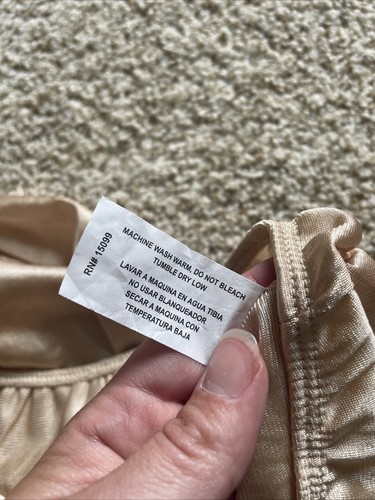 RN# 15099
MACHINE WASH WARM. DO NOT BLEACH
TUMBLE DRY LOW
LAVAR A MAQUINA EN AGUA TIBIA
NO USAR BLANQUEADOR
SECAR A MAQUINA CON
TEMPERATURA BAJA